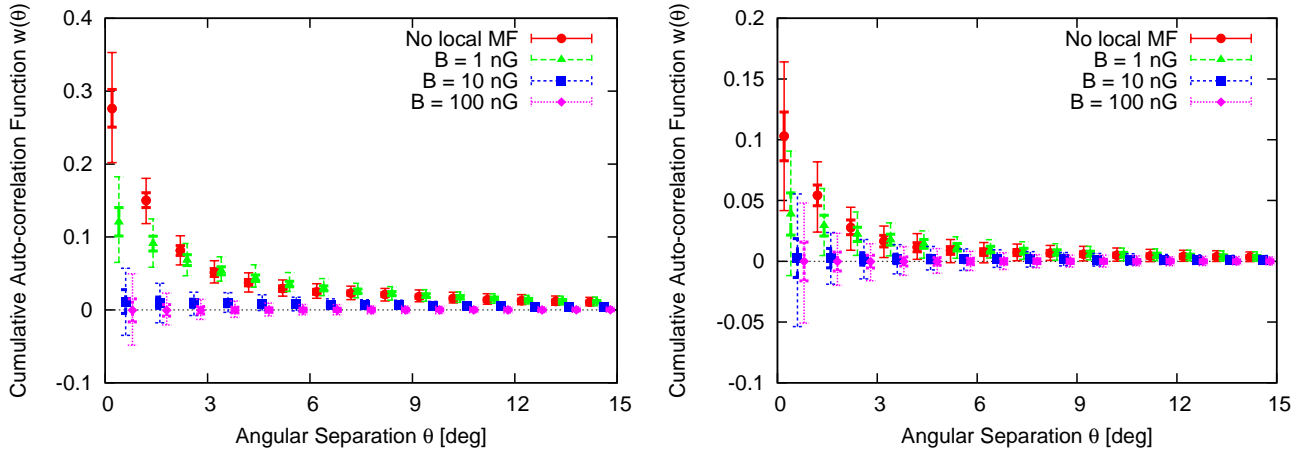 Cumulative Auto-correlation Function w(θ)
0.4
0.3
0.2
0.1
0
-0.1
No local MF
B = 1 nG
B = 10 nG
B = 100 nG
0 3 6 9 12 15
Angular Separation θ [deg]
Cumulative Auto-correlation Function w(θ)
0.2
0.15
0.1
0.05
0
-0.05
-0.1
No local MF
B = 1 nG
B = 10 nG
B = 100 nG
0 3 6 9 12 15
Angular Separation θ [deg]